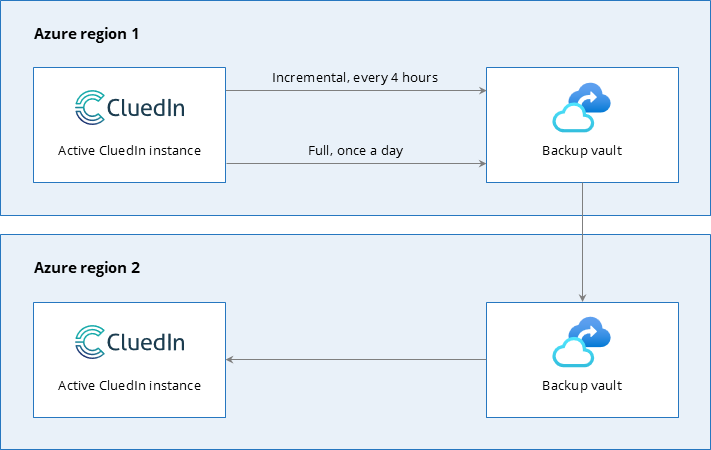 Azure region 1
Incremental, every 4 hours
CluedIn
Active CluedIn instance
Full, once a day
Backup vault
Azure region 2
CluedIn
Active CluedIn instance
Backup vault